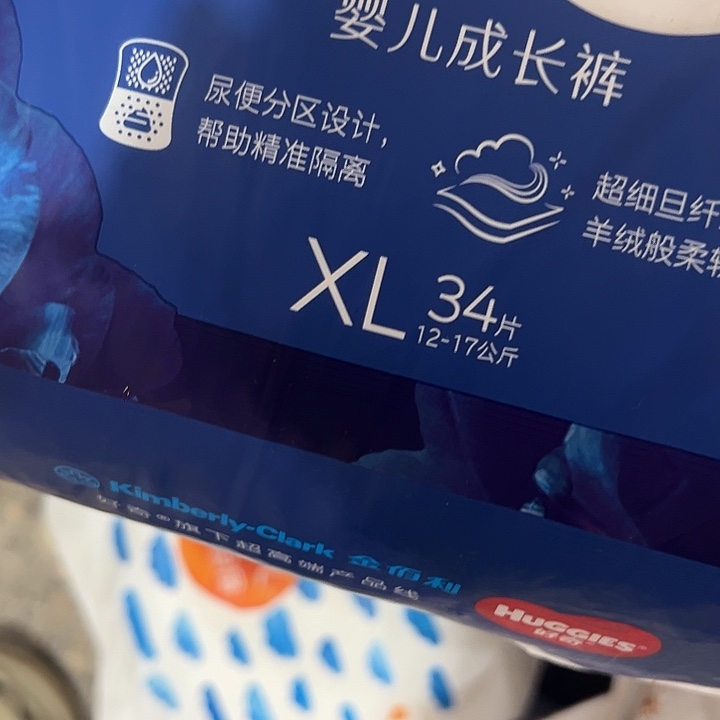 婴儿成长裤
尿便分区设计，
帮助精准隔离
超细旦纤
羊绒般柔软
XL 34片
12-17公斤
Kimberly-Clark 金佰利
好奇®旗下超高端产品线
HUGGIES®
好奇®